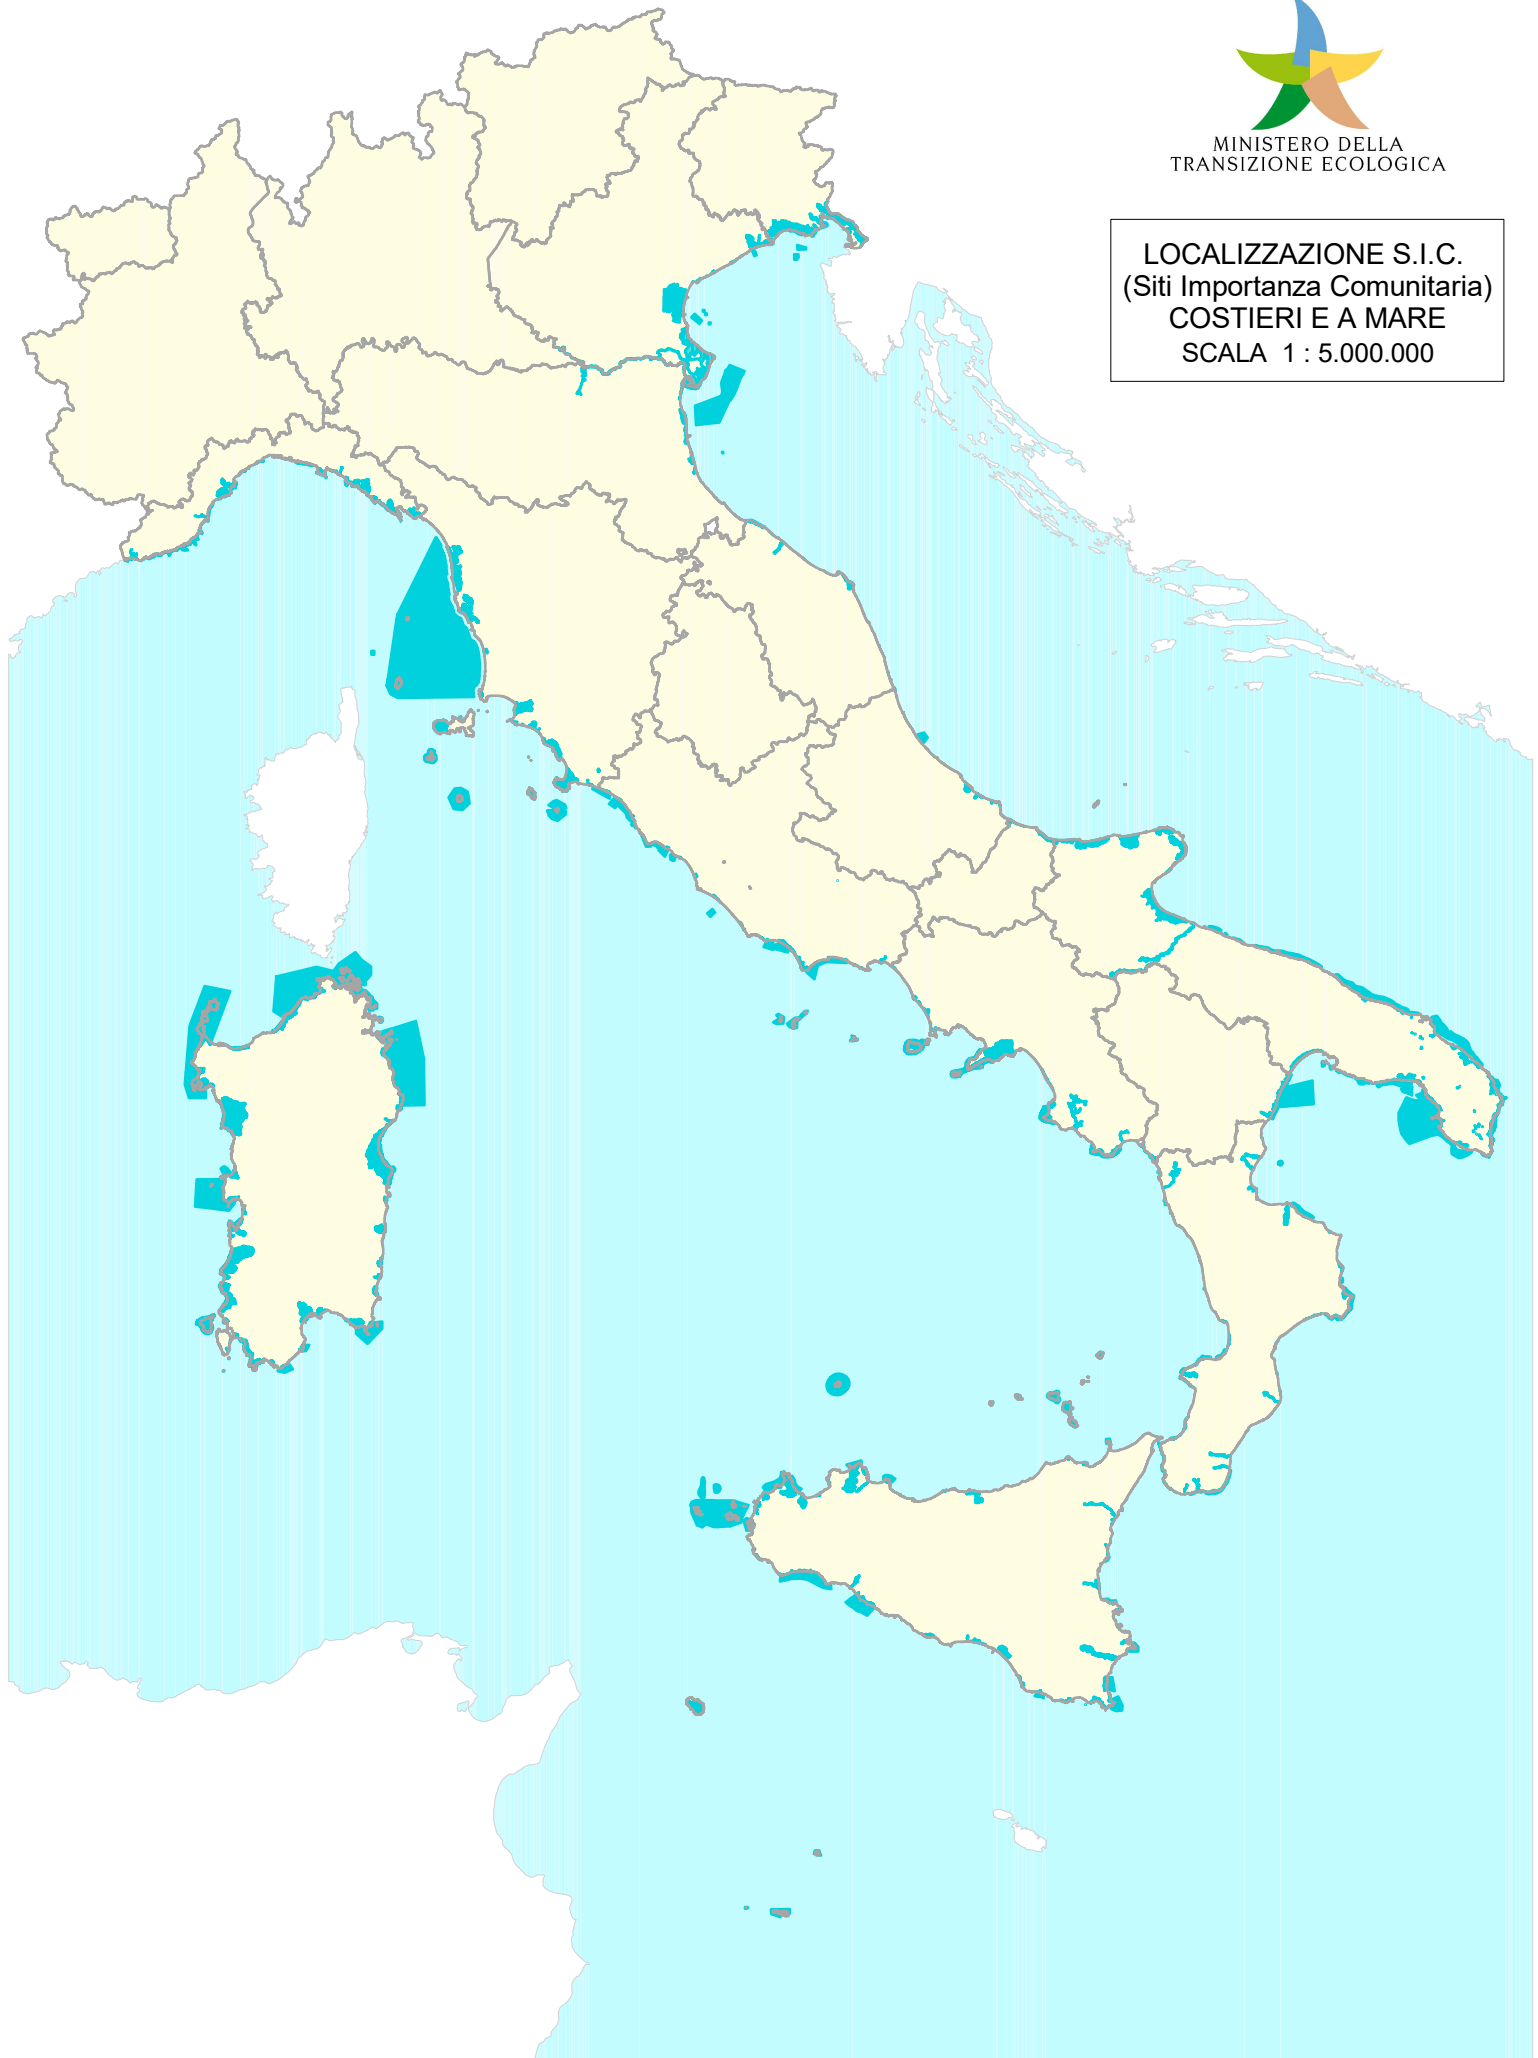 MINISTERO DELLA
TRANSIZIONE ECOLOGICA
LOCALIZZAZIONE S.I.C.
(Siti Importanza Comunitaria)
COSTIERI E A MARE
SCALA 1 : 5.000.000